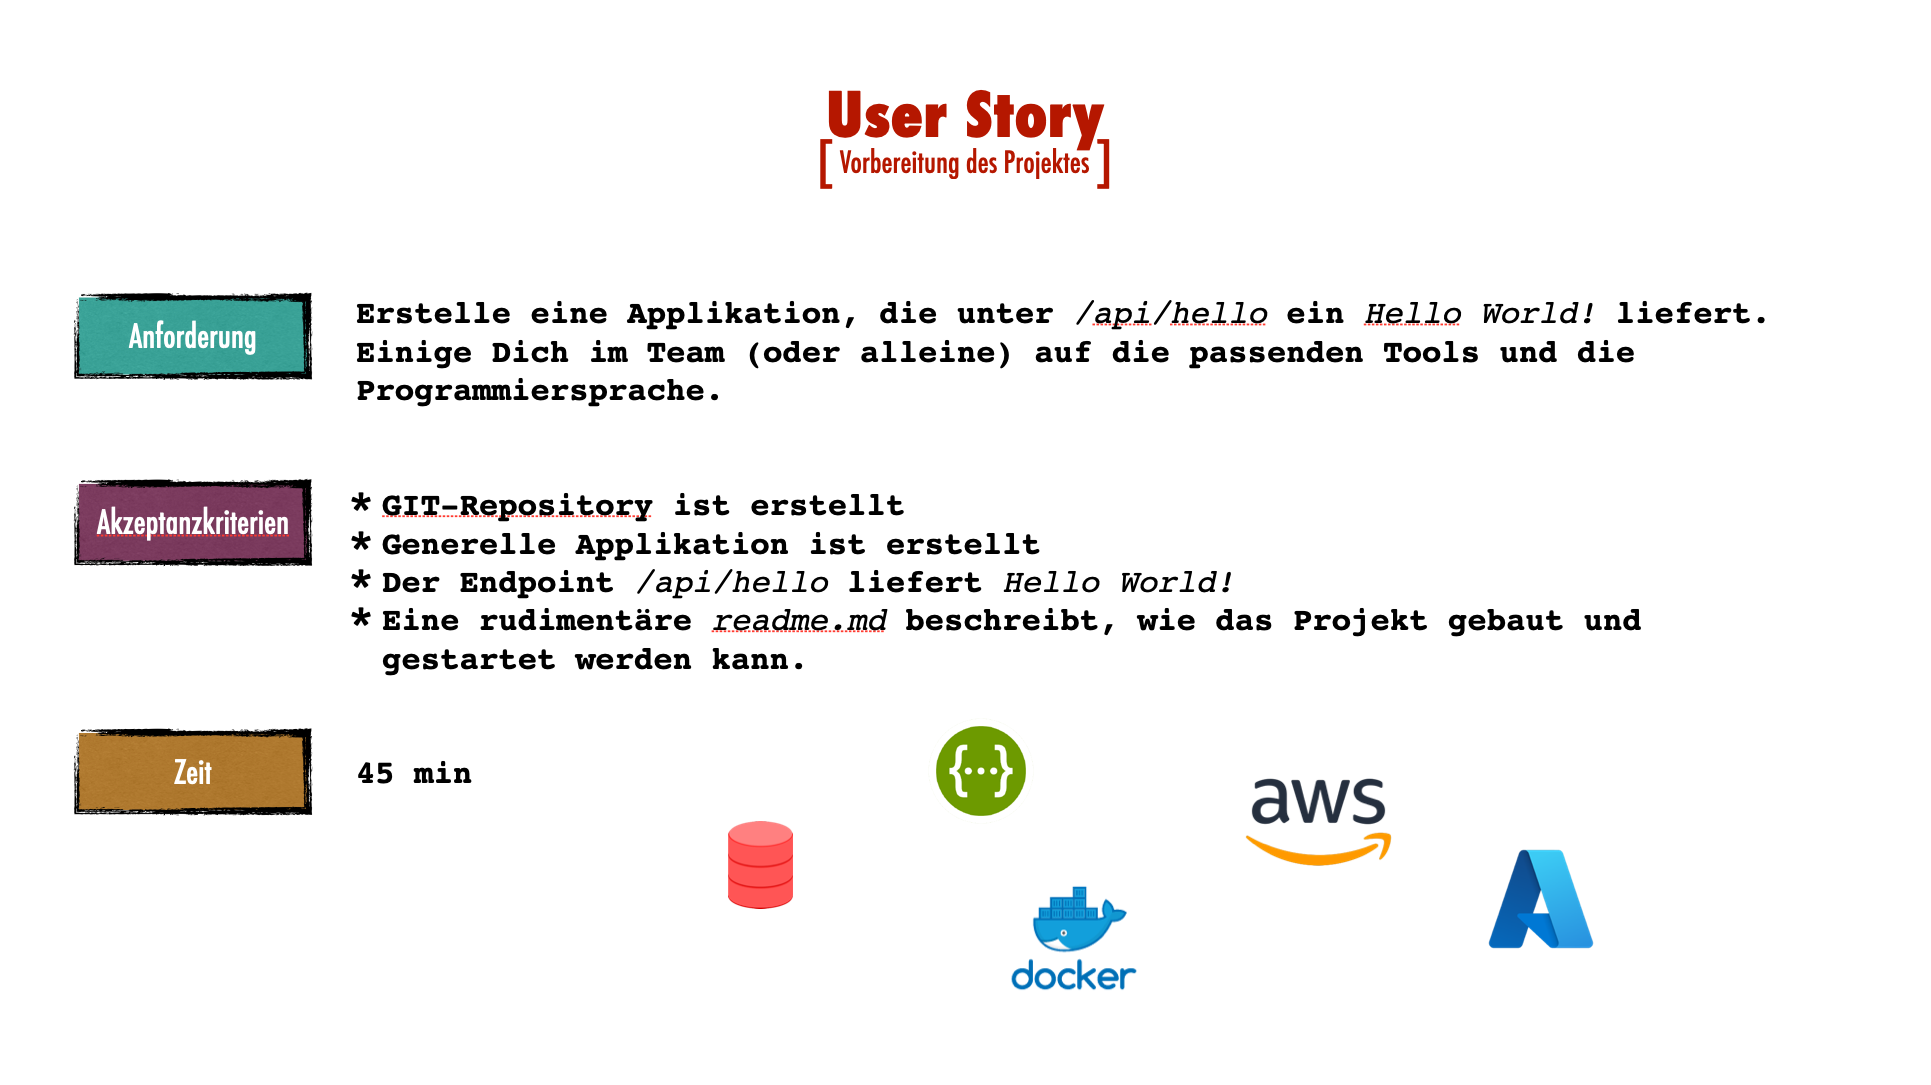 User Story
[ Vorbereitung des Projektes ]
Anforderung
Erstelle eine Applikation, die unter /api/hello ein Hello World! liefert.
Einige Dich im Team (oder alleine) auf die passenden Tools und die
Programmiersprache.
Akzeptanzkriterien
* GIT-Repository ist erstellt
* Generelle Applikation ist erstellt
* Der Endpoint /api/hello liefert Hello World!
* Eine rudimentäre readme.md beschreibt, wie das Projekt gebaut und
gestartet werden kann.
Zeit
45 min
{...}
aws
docker